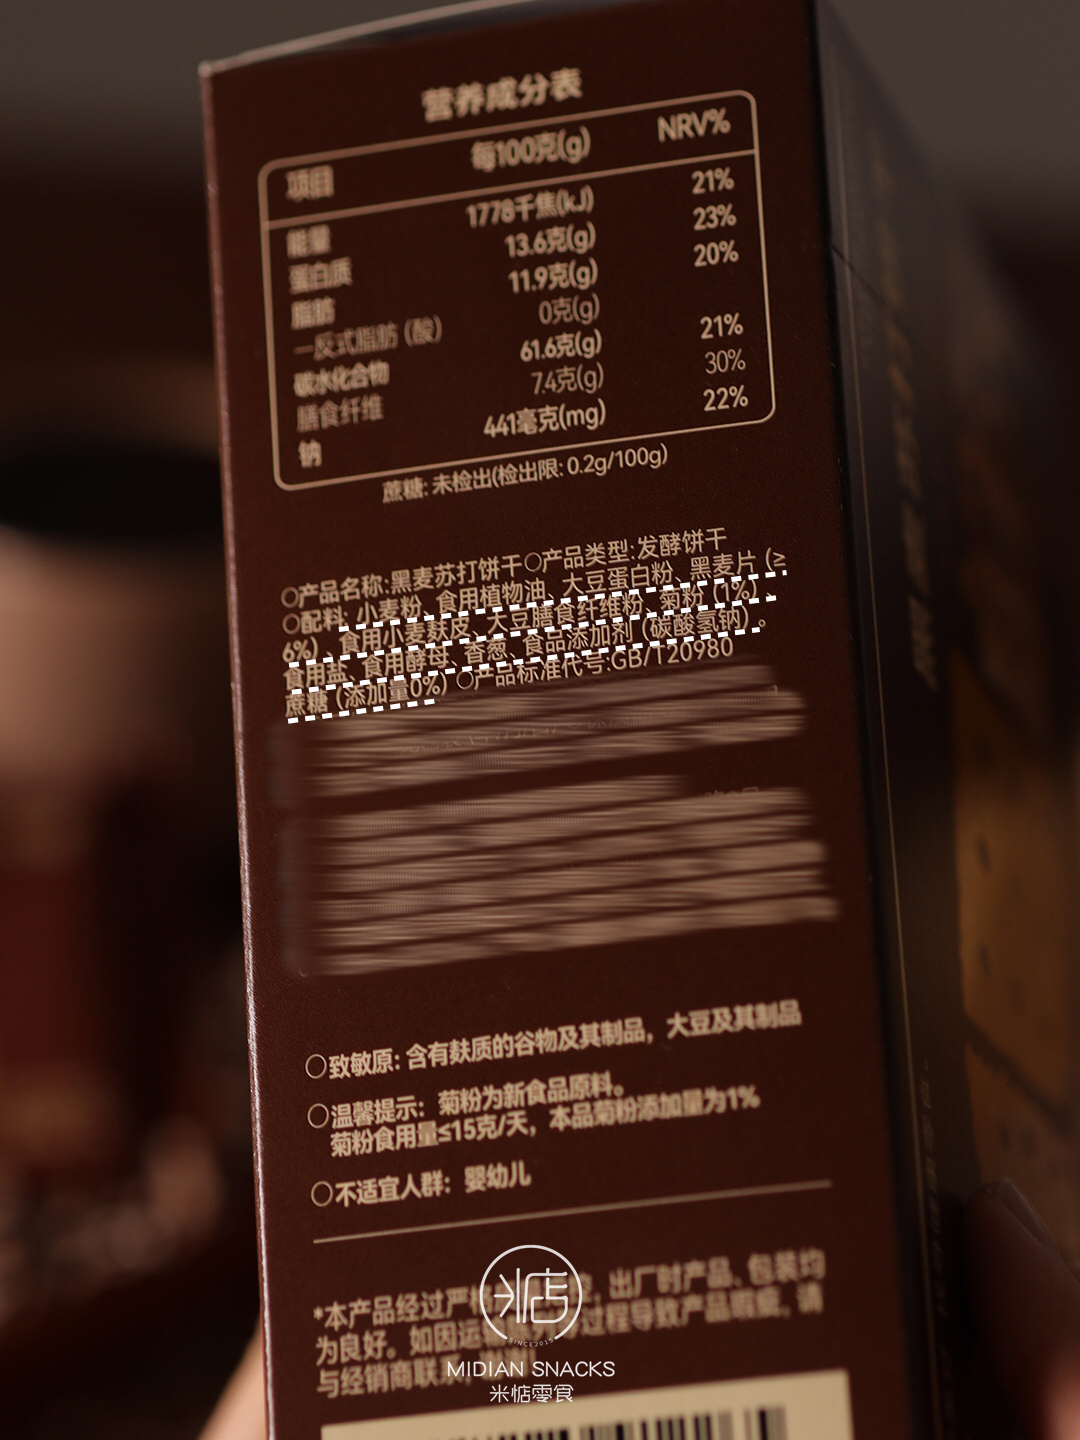 营养成分表
项目 每100克(g) NRV%
能量 1778千焦(kJ) 21%
蛋白质 13.6克(g) 23%
脂肪 11.9克(g) 20%
—反式脂肪（酸） 0克(g)
碳水化合物 61.6克(g) 21%
膳食纤维 7.4克(g) 30%
钠 441毫克(mg) 22%
蔗糖: 未检出(检出限: 0.2g/100g)
○产品名称:黑麦苏打饼干○产品类型:发酵饼干
○配料: 小麦粉、食用植物油、大豆蛋白粉、黑麦片（≥
6%）、食用小麦麸皮、大豆膳食纤维粉、菊粉（1%）、
食用盐、食用酵母、香葱、食品添加剂（碳酸氢钠）。
蔗糖（添加量0%）○产品标准代号:GB/T20980
○致敏原: 含有麸质的谷物及其制品，大豆及其制品
○温馨提示: 菊粉为新食品原料。
菊粉食用量≤15克/天，本品菊粉添加量为1%
○不适宜人群: 婴幼儿
*本产品经过严格 出厂时产品、包装约
为良好。如因运输 过程导致产品瑕疵, 请
与经销商联系
米惦
SINCE2015
MIDIAN SNACKS
米惦零食